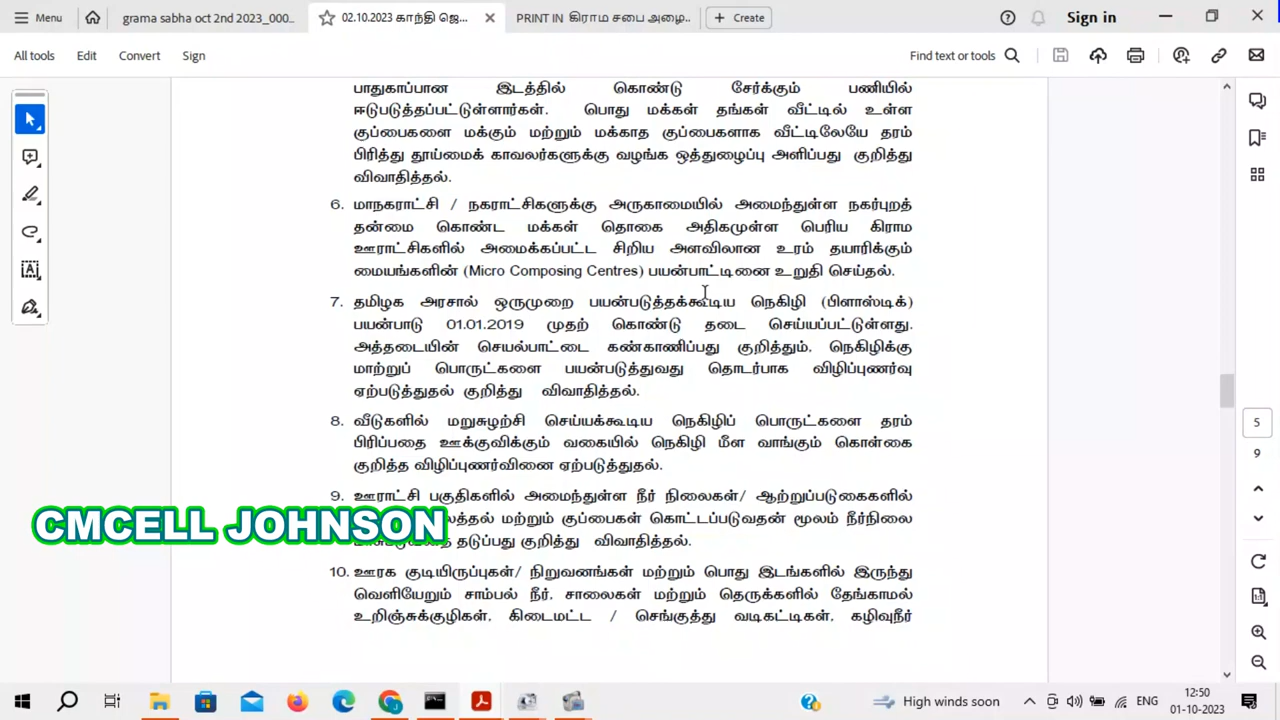 Menu
grama sabha oct 2nd 2023_000...
02.10.2023 காந்தி ஜெ...
PRINT IN கிராம சபை அழை...
Create
Sign in
All tools Edit Convert Sign
Find text or tools
பாதுகாப்பான இடத்தில் கொண்டு சேர்க்கும் பணியில்
ஈடுபடுத்தப்பட்டுள்ளார்கள். பொது மக்கள் தங்கள் வீட்டில் உள்ள
குப்பைகளை மக்கும் மற்றும் மக்காத குப்பைகளாக வீட்டிலேயே தரம்
பிரித்து தூய்மைக் காவலர்களுக்கு வழங்க ஒத்துழைப்பு அளிப்பது குறித்து
விவாதித்தல்.
6. மாநகராட்சி / நகராட்சிகளுக்கு அருகாமையில் அமைந்துள்ள நகர்புறத்
தன்மை கொண்ட மக்கள் தொகை அதிகமுள்ள பெரிய கிராம
ஊராட்சிகளில் அமைக்கப்பட்ட சிறிய அளவிலான உரம் தயாரிக்கும்
மையங்களின் (Micro Composing Centres) பயன்பாட்டினை உறுதி செய்தல்.
7. தமிழக அரசால் ஒருமுறை பயன்படுத்தக்கூடிய நெகிழி (பிளாஸ்டிக்)
பயன்பாடு 01.01.2019 முதற் கொண்டு தடை செய்யப்பட்டுள்ளது.
அத்தடையின் செயல்பாட்டை கண்காணிப்பது குறித்தும், நெகிழிக்கு
மாற்றுப் பொருட்களை பயன்படுத்துவது தொடர்பாக விழிப்புணர்வு
ஏற்படுத்துதல் குறித்து விவாதித்தல்.
8. வீடுகளில் மறுசுழற்சி செய்யக்கூடிய நெகிழிப் பொருட்களை தரம்
பிரிப்பதை ஊக்குவிக்கும் வகையில் நெகிழி மீள வாங்கும் கொள்கை
குறித்த விழிப்புணர்வினை ஏற்படுத்துதல்.
9. ஊராட்சி பகுதிகளில் அமைந்துள்ள நீர் நிலைகள்/ ஆற்றுப்படுகைகளில்
மற்றும் குப்பைகள் கொட்டப்படுவதன் மூலம் நீர்நிலை
தடுப்பது குறித்து விவாதித்தல்.
CMCELL JOHNSON
10. ஊரக குடியிருப்புகள்/ நிறுவனங்கள் மற்றும் பொது இடங்களில் இருந்து
வெளியேறும் சாம்பல் நீர், சாலைகள் மற்றும் தெருக்களில் தேங்காமல்
உறிஞ்சுக்குழிகள், கிடைமட்ட / செங்குத்து வடிகட்டிகள், கழிவுநீர்
5
9
High winds soon
ENG
12:50
01-10-2023